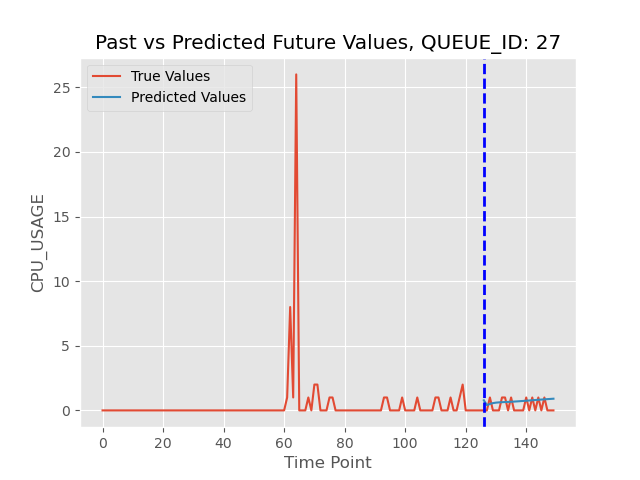 Past vs Predicted Future Values, QUEUE_ID: 27
True Values
Predicted Values
CPU_USAGE
25
20
15
10
5
0
0 20 40 60 80 100 120 140
Time Point